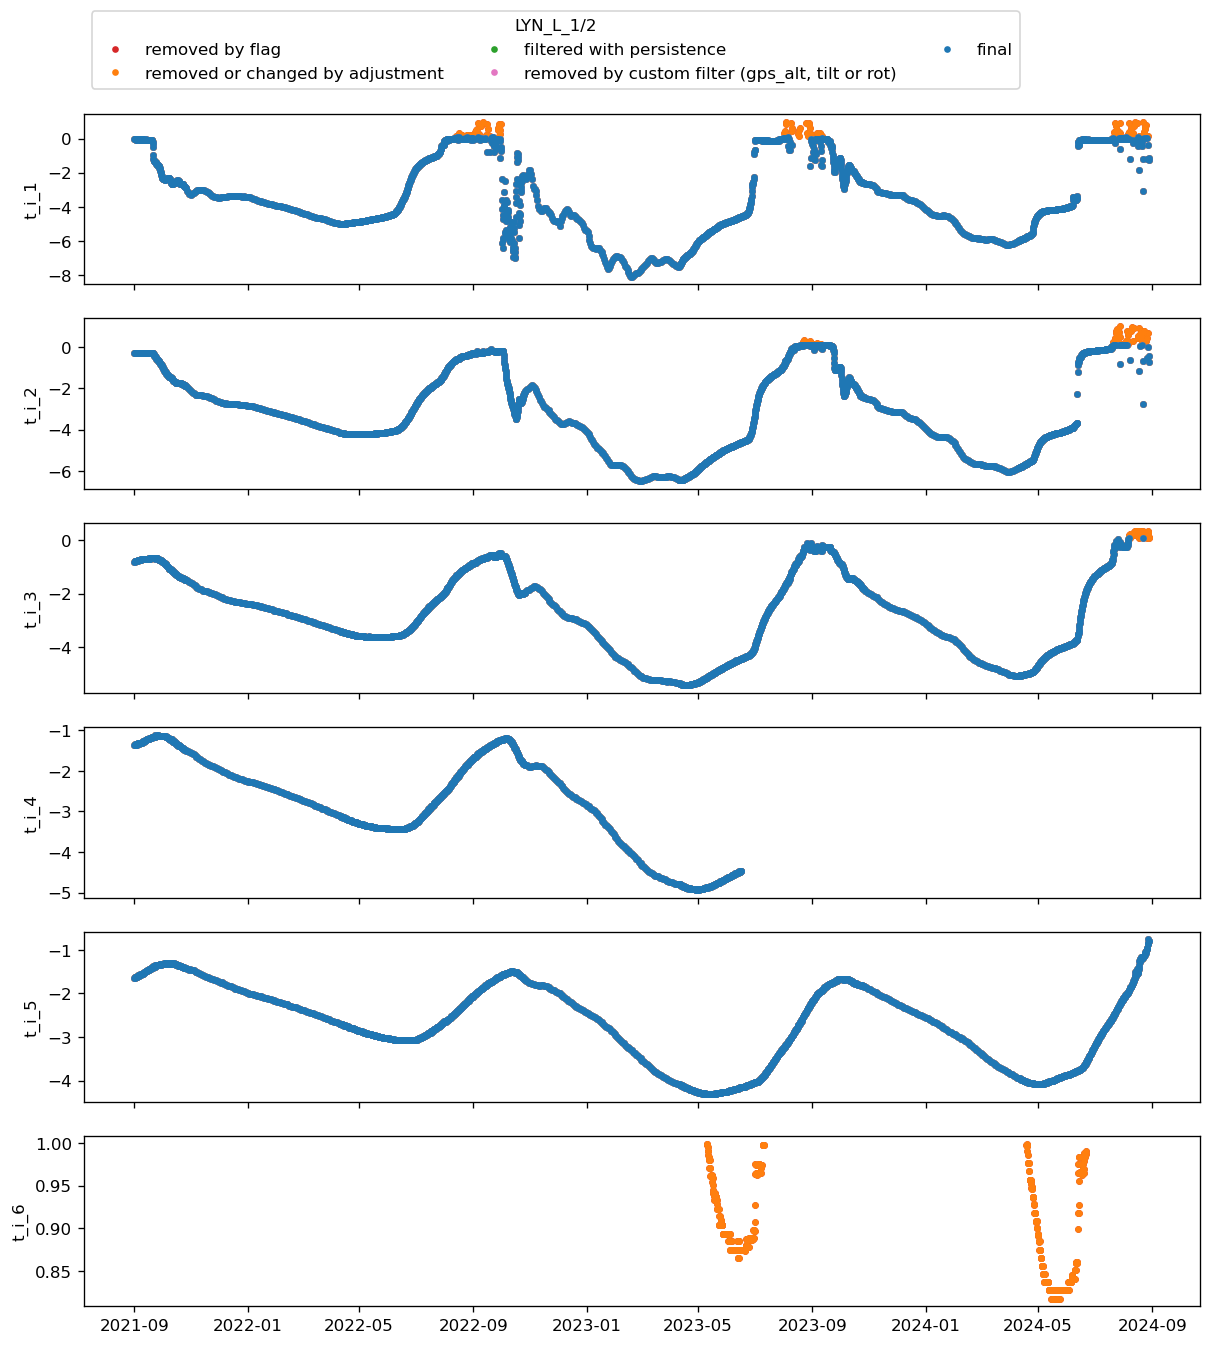 LYN_L_1/2
removed by flag
filtered with persistence
final
removed or changed by adjustment
removed by custom filter (gps_alt, tilt or rot)
0
−2
−4
−6
−8
t_i_1
0
−2
−4
−6
t_i_2
0
−2
−4
t_i_3
−1
−2
−3
−4
−5
t_i_4
−1
−2
−3
−4
t_i_5
1.00
0.95
0.90
0.85
t_i_6
2021-09 2022-01 2022-05 2022-09 2023-01 2023-05 2023-09 2024-01 2024-05 2024-09